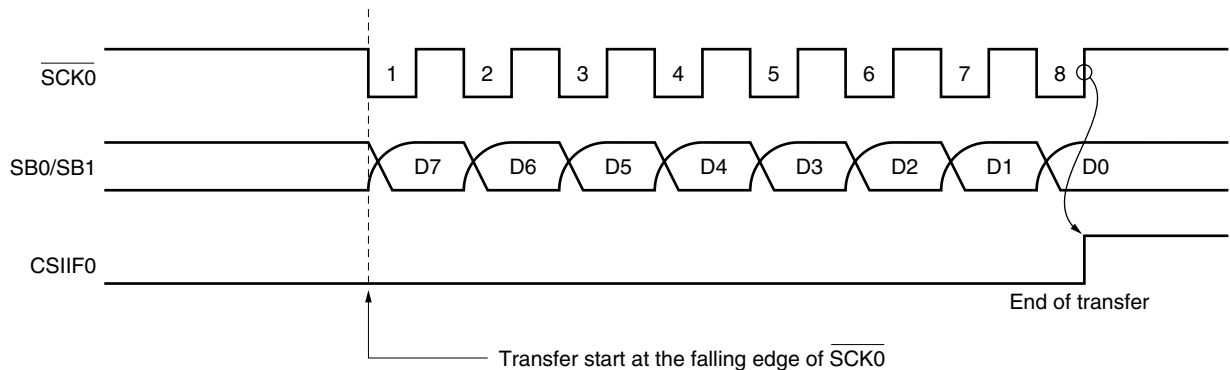 SCK0
1 2 3 4 5 6 7 8
SB0/SB1
D7 D6 D5 D4 D3 D2 D1 D0
CSIIF0
End of transfer
Transfer start at the falling edge of SCK0